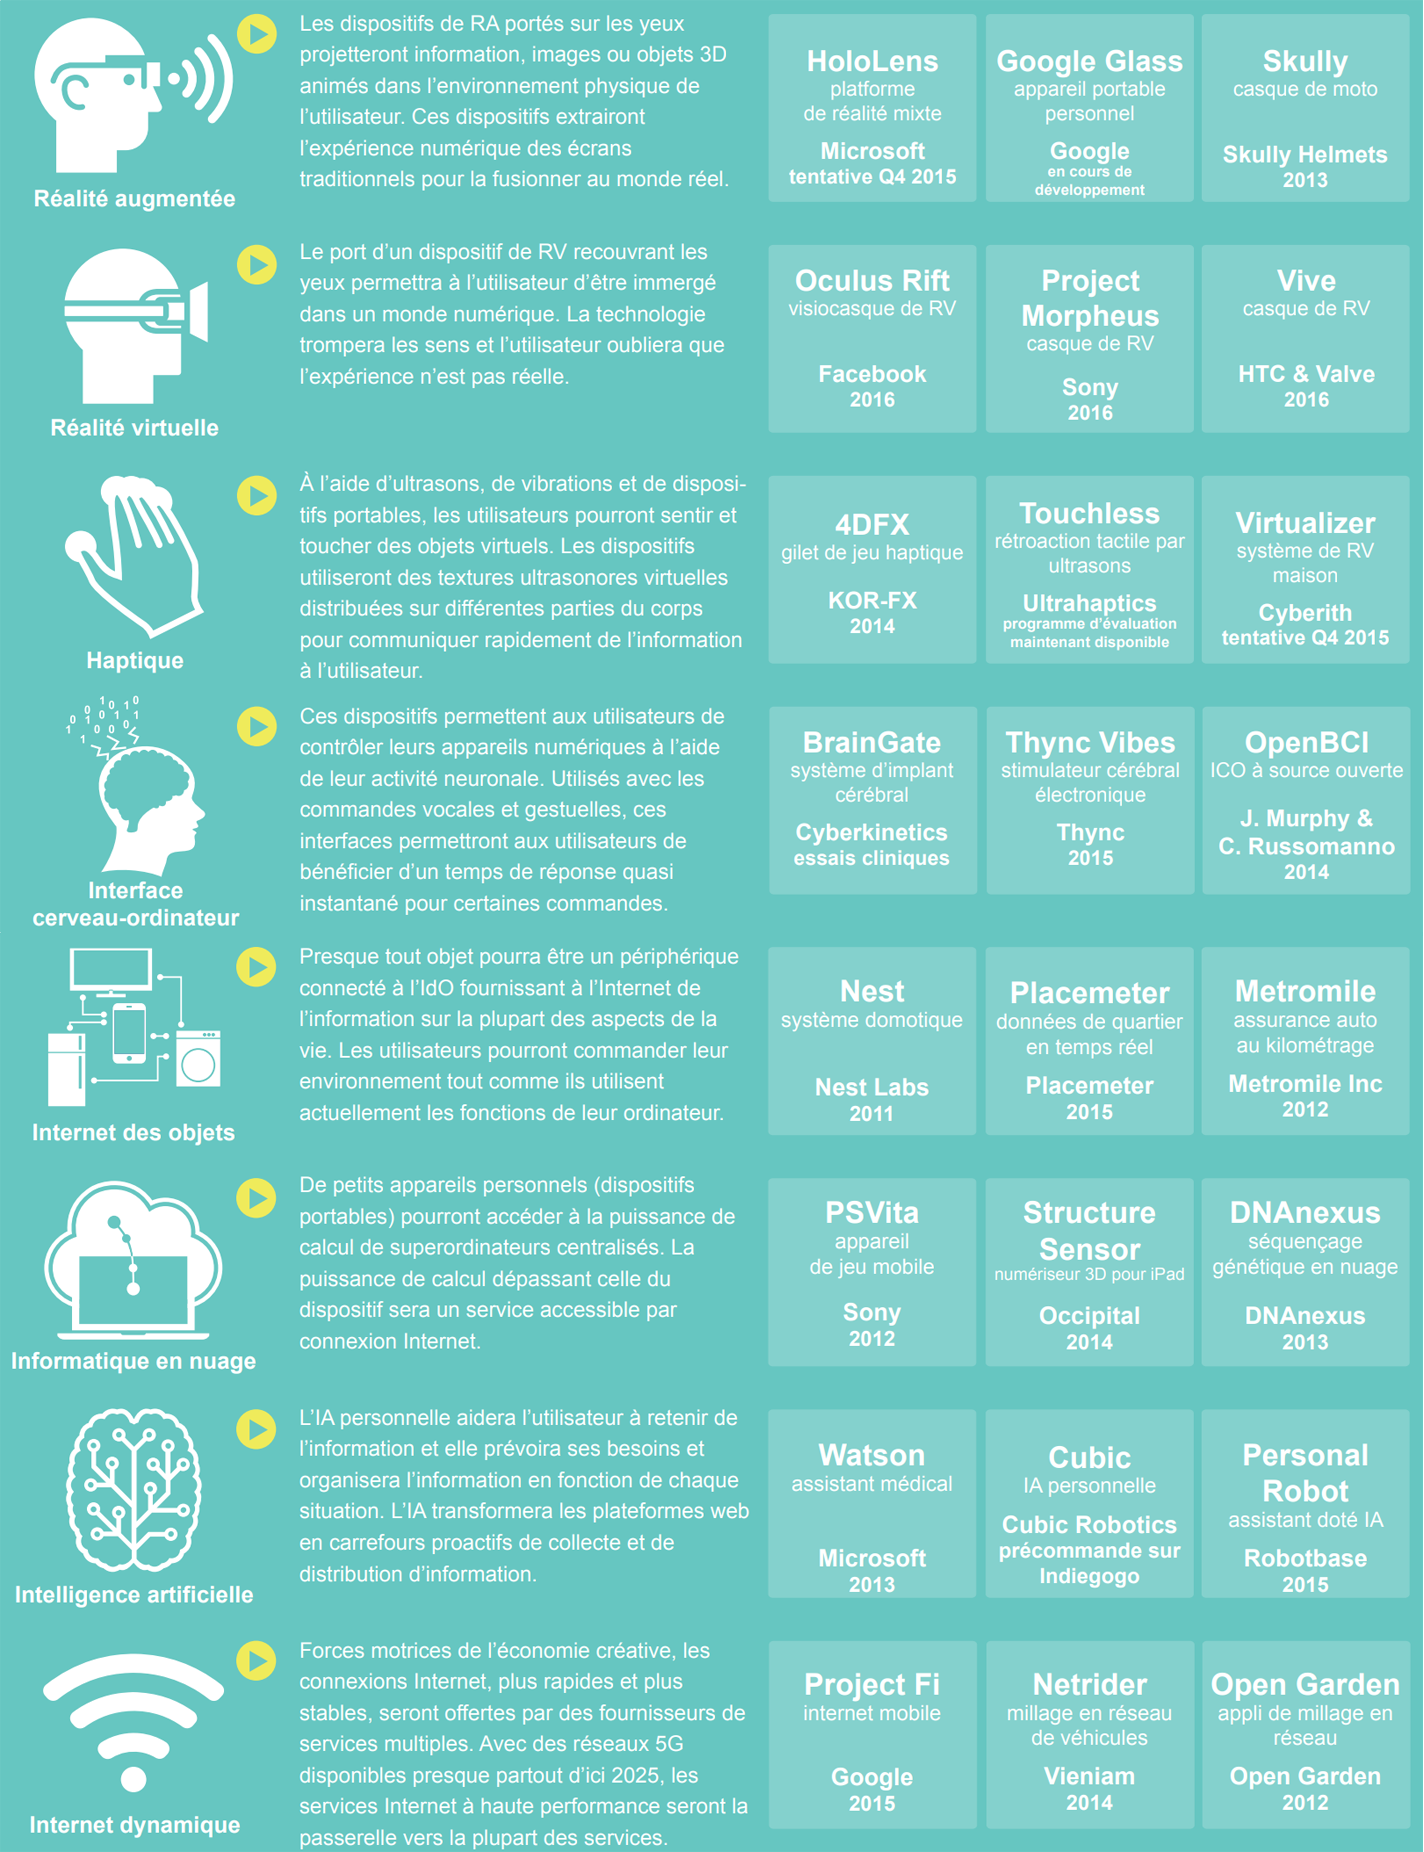 Réalité augmentée
Les dispositifs de RA portés sur les yeux
projetteront information, images ou objets 3D
animés dans l’environnement physique de
l’utilisateur. Ces dispositifs extrairont
l’expérience numérique des écrans
traditionnels pour la fusionner au monde réel.
HoloLens
platforme
de réalité mixte
Microsoft
tentative Q4 2015
Google Glass
appareil portable
personnel
Google
en cours de
développement
Skully
casque de moto
Skully Helmets
2013
Réalité virtuelle
Le port d’un dispositif de RV recouvrant les
yeux permettra à l’utilisateur d’être immergé
dans un monde numérique. La technologie
trompera les sens et l’utilisateur oubliera que
l’expérience n’est pas réelle.
Oculus Rift
visiocasque de RV
Facebook
2016
Project
Morpheus
casque de RV
Sony
2016
Vive
casque de RV
HTC & Valve
2016
Haptique
À l’aide d’ultrasons, de vibrations et de disposi-
tifs portables, les utilisateurs pourront sentir et
toucher des objets virtuels. Les dispositifs
utiliseront des textures ultrasonores virtuelles
distribuées sur différentes parties du corps
pour communiquer rapidement de l’information
à l’utilisateur.
4DFX
gilet de jeu haptique
KOR-FX
2014
Touchless
rétroaction tactile par
ultrasons
Ultrahaptics
programme d’évaluation
maintenant disponible
Virtualizer
système de RV
maison
Cyberith
tentative Q4 2015
1 0 1 0
0 0 1 1
0 1 0 0
1 0 0
1
Interface
cerveau-ordinateur
Ces dispositifs permettent aux utilisateurs de
contrôler leurs appareils numériques à l’aide
de leur activité neuronale. Utilisés avec les
commandes vocales et gestuelles, ces
interfaces permettront aux utilisateurs de
bénéficier d’un temps de réponse quasi
instantané pour certaines commandes.
BrainGate
système d’implant
cérébral
Cyberkinetics
essais cliniques
Thync Vibes
stimulateur cérébral
électronique
Thync
2015
OpenBCI
ICO à source ouverte
J. Murphy &
C. Russomanno
2014
Internet des objets
Presque tout objet pourra être un périphérique
connecté à l’IdO fournissant à l’Internet de
l’information sur la plupart des aspects de la
vie. Les utilisateurs pourront commander leur
environnement tout comme ils utilisent
actuellement les fonctions de leur ordinateur.
Nest
système domotique
Nest Labs
2011
Placemeter
données de quartier
en temps réel
Placemeter
2015
Metromile
assurance auto
au kilométrage
Metromile Inc
2012
Informatique en nuage
De petits appareils personnels (dispositifs
portables) pourront accéder à la puissance de
calcul de superordinateurs centralisés. La
puissance de calcul dépassant celle du
dispositif sera un service accessible par
connexion Internet.
PSVita
appareil
de jeu mobile
Sony
2012
Structure
Sensor
numériseur 3D pour iPad
Occipital
2014
DNAnexus
séquençage
génétique en nuage
DNAnexus
2013
Intelligence artificielle
L’IA personnelle aidera l’utilisateur à retenir de
l’information et elle prévoira ses besoins et
organisera l’information en fonction de chaque
situation. L’IA transformera les plateformes web
en carrefours proactifs de collecte et de
distribution d’information.
Watson
assistant médical
Microsoft
2013
Cubic
IA personnelle
Cubic Robotics
précommande sur
Indiegogo
Personal
Robot
assistant doté IA
Robotbase
2015
Internet dynamique
Forces motrices de l’économie créative, les
connexions Internet, plus rapides et plus
stables, seront offertes par des fournisseurs de
services multiples. Avec des réseaux 5G
disponibles presque partout d’ici 2025, les
services Internet à haute performance seront la
passerelle vers la plupart des services.
Project Fi
internet mobile
Google
2015
Netrider
millage en réseau
de véhicules
Vieniam
2014
Open Garden
appli de millage en
réseau
Open Garden
2012